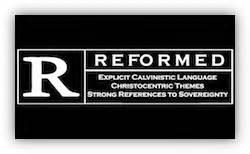 R
REFORMED
EXPLICIT CALVINISTIC LANGUAGE
CHRISTOCENTRIC THEMES
STRONG REFERENCES TO SOVEREIGNTY